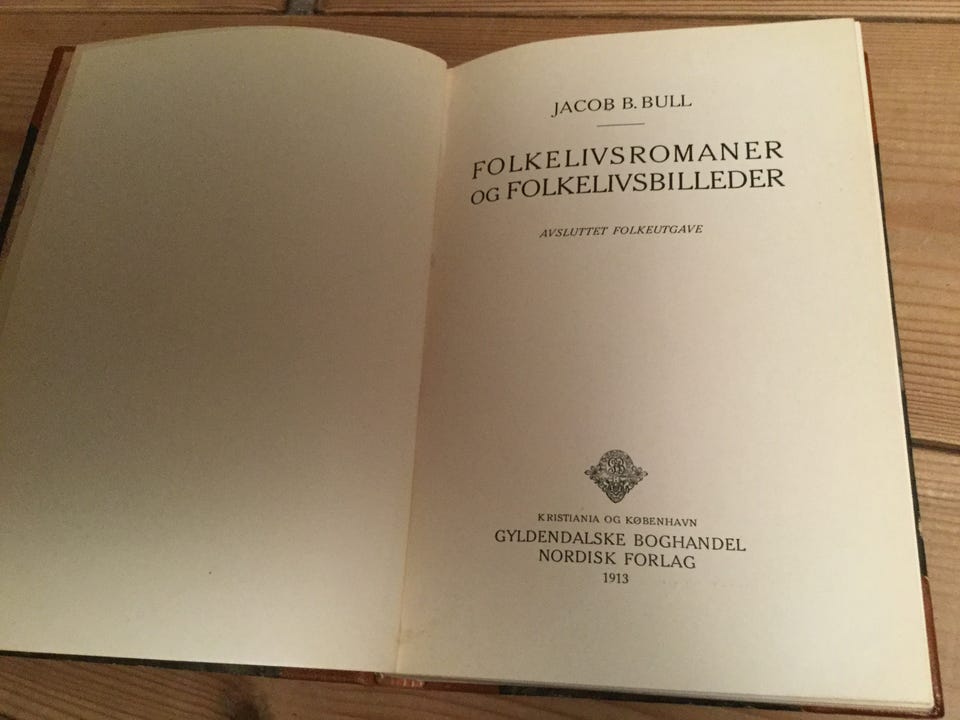 JACOB B. BULL
FOLKELIVSROMANER
OG FOLKELIVSBILLEDER
AVSLUTTET FOLKEUTGAVE
KRISTIANIA OG KØBENHAVN
GYLDENDALSKE BOGHANDEL
NORDISK FORLAG
1913